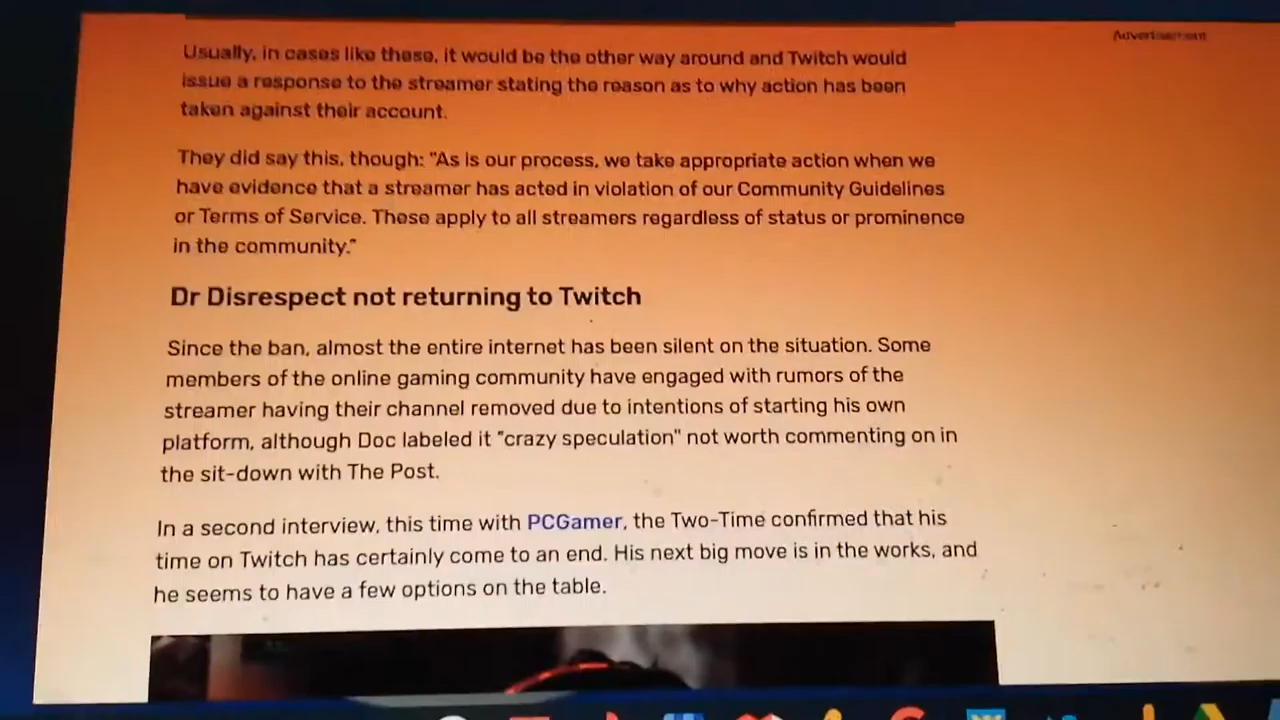 Advertisement
Usually, in cases like these, it would be the other way around and Twitch would
issue a response to the streamer stating the reason as to why action has been
taken against their account.
They did say this, though: "As is our process, we take appropriate action when we
have evidence that a streamer has acted in violation of our Community Guidelines
or Terms of Service. These apply to all streamers regardless of status or prominence
in the community."
Dr Disrespect not returning to Twitch
Since the ban, almost the entire internet has been silent on the situation. Some
members of the online gaming community have engaged with rumors of the
streamer having their channel removed due to intentions of starting his own
platform, although Doc labeled it "crazy speculation" not worth commenting on in
the sit-down with The Post.
In a second interview, this time with PCGamer, the Two-Time confirmed that his
time on Twitch has certainly come to an end. His next big move is in the works, and
he seems to have a few options on the table.